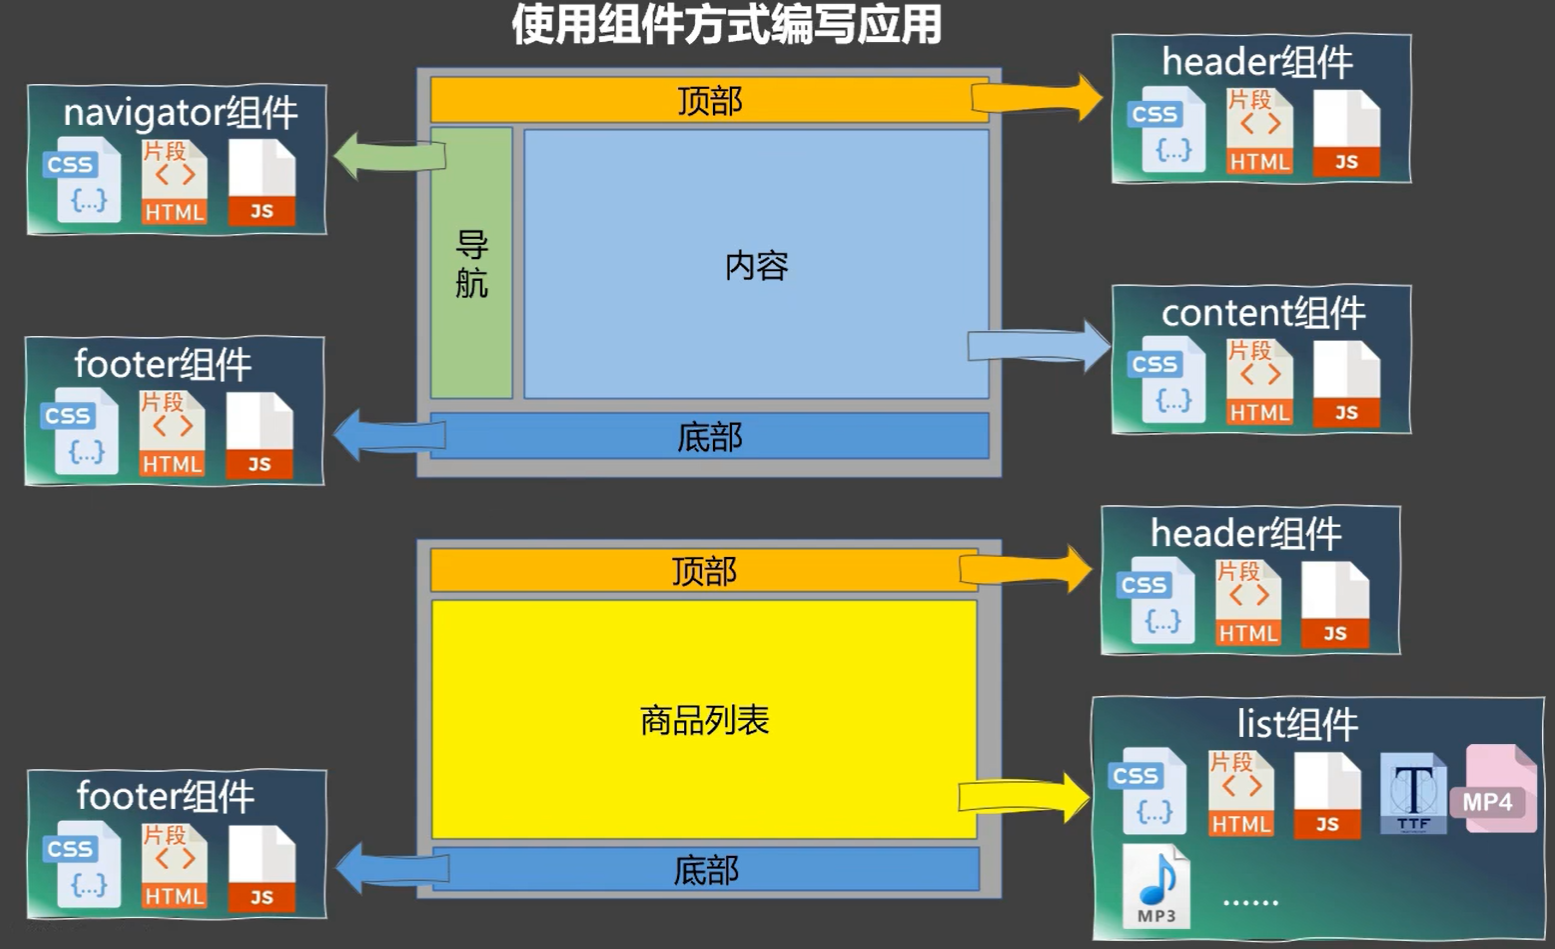 使用组件方式编写应用
navigator组件
CSS
{...}
片段
< >
HTML
JS
顶部
导
航
内容
底部
header组件
CSS
{...}
片段
< >
HTML
JS
footer组件
CSS
{...}
片段
< >
HTML
JS
content组件
CSS
{...}
片段
< >
HTML
JS
顶部
商品列表
底部
header组件
CSS
{...}
片段
< >
HTML
JS
footer组件
CSS
{...}
片段
< >
HTML
JS
list组件
CSS
{...}
片段
< >
HTML
JS
T
TTF
MP4
MP3
......